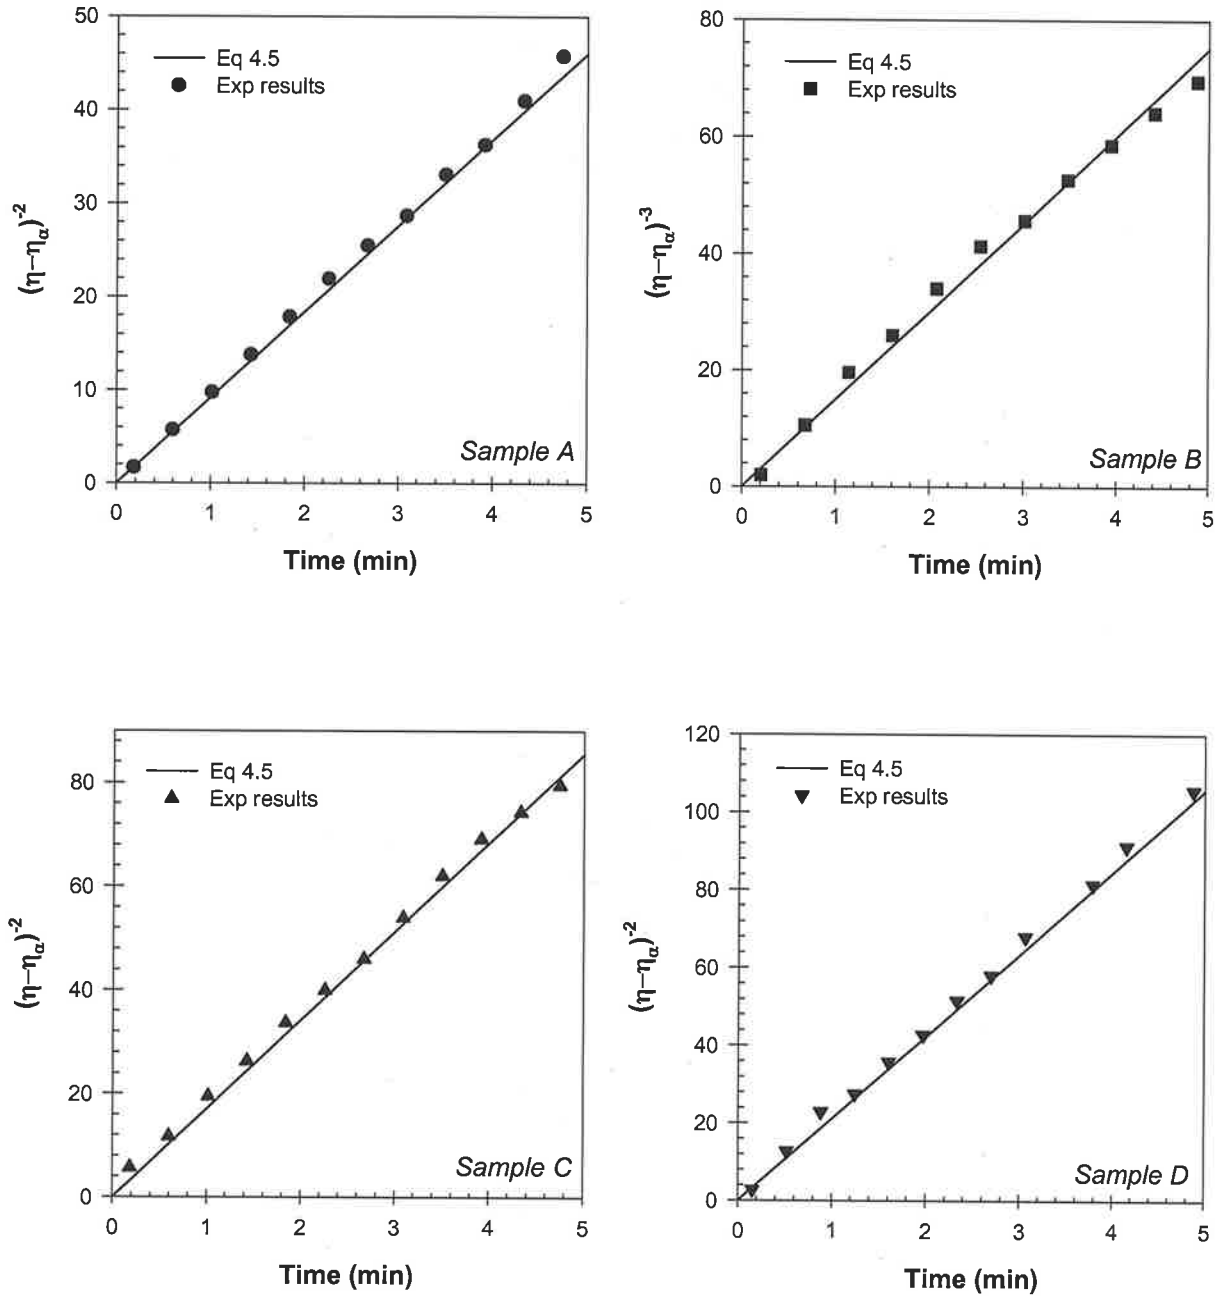 50
40
30
20
10
0
(η−ηα)-2
Eq 4.5
Exp results
Sample A
0 1 2 3 4 5
Time (min)
80
60
40
20
0
(η−ηα)-3
Eq 4.5
Exp results
Sample B
0 1 2 3 4 5
Time (min)
80
60
40
20
0
(η−ηα)-2
Eq 4.5
Exp results
Sample C
0 1 2 3 4 5
Time (min)
120
100
80
60
40
20
0
(η−ηα)-2
Eq 4.5
Exp results
Sample D
0 1 2 3 4 5
Time (min)